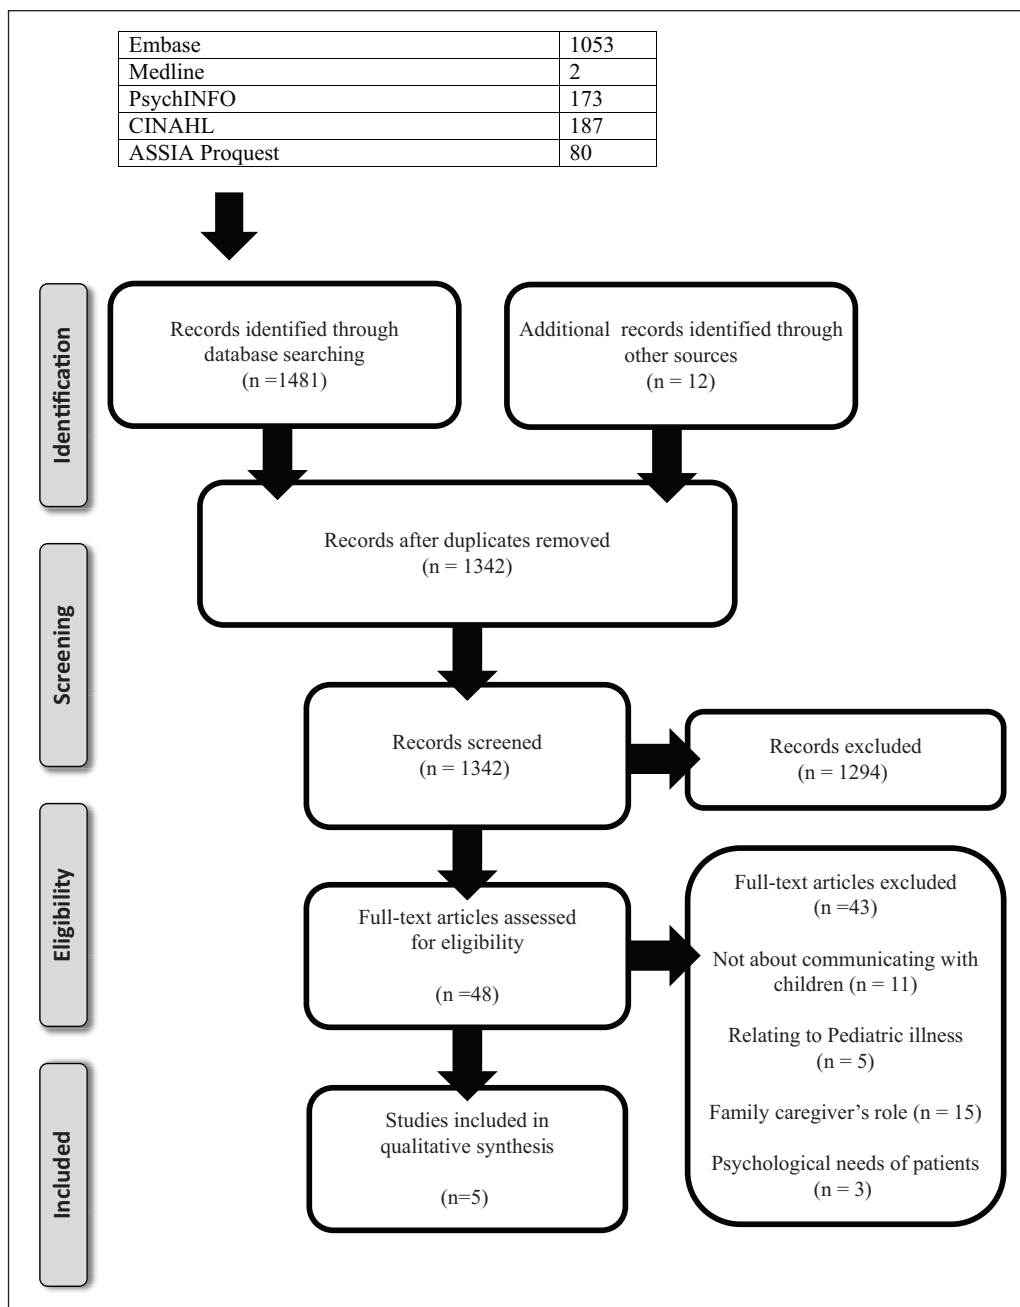 Embase 1053
Medline 2
PsychINFO 173
CINAHL 187
ASSIA Proquest 80
Identification
Records identified through
database searching
(n =1481)
Additional records identified through
other sources
(n = 12)
Records after duplicates removed
(n = 1342)
Screening
Records screened
(n = 1342)
Records excluded
(n = 1294)
Eligibility
Full-text articles assessed
for eligibility
(n =48)
Full-text articles excluded
(n =43)
Not about communicating with
children (n = 11)
Relating to Pediatric illness
(n = 5)
Family caregiver’s role (n = 15)
Psychological needs of patients
(n = 3)
Included
Studies included in
qualitative synthesis
(n=5)